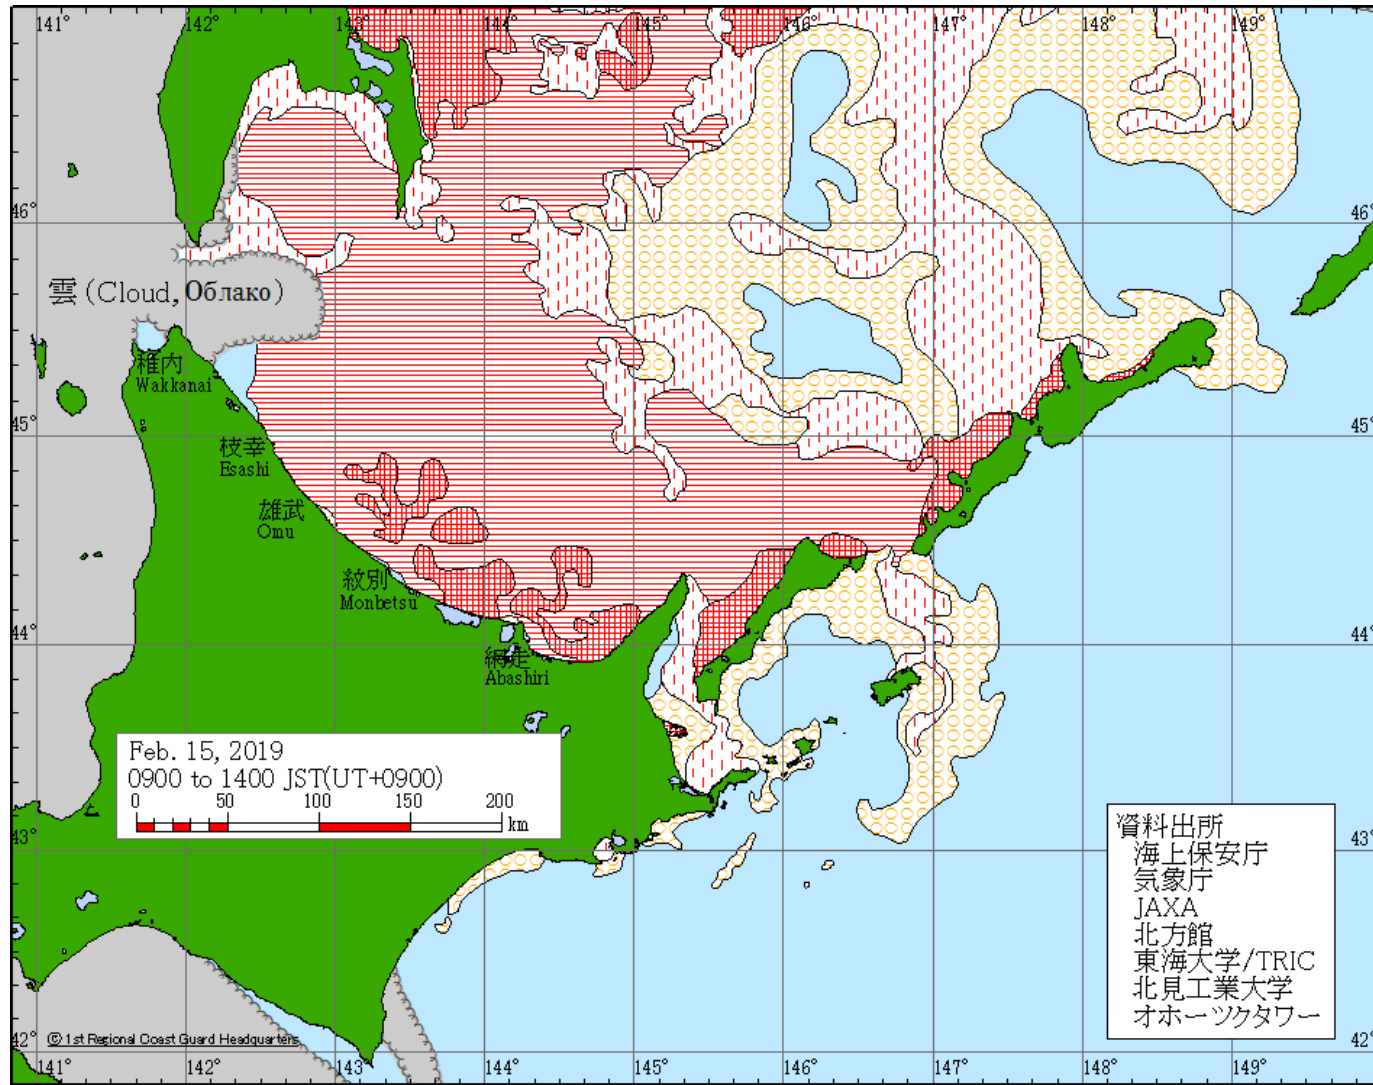 141° 142° 143° 144° 145° 146° 147° 148° 149°
46° 46°
雲 (Cloud, Облако)
稚内
Wakkanai
45° 45°
枝幸
Esashi
雄武
Omu
紋別
Monbetsu
44° 44°
網走
Abashiri
Feb. 15, 2019
0900 to 1400 JST(UT+0900)
0 50 100 150 200
km
43° 43°
資料出所
海上保安庁
気象庁
JAXA
北方館
東海大学/TRIC
北見工業大学
オホーツクタワー
42° 42°
© 1st Regional Coast Guard Headquarters
141° 142° 143° 144° 145° 146° 147° 148° 149°